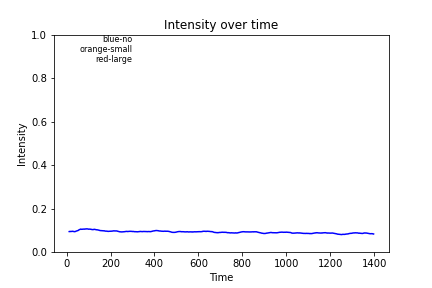 Intensity over time
blue-no
orange-small
red-large
1.0
0.8
0.6
0.4
0.2
0.0
Intensity
0 200 400 600 800 1000 1200 1400
Time